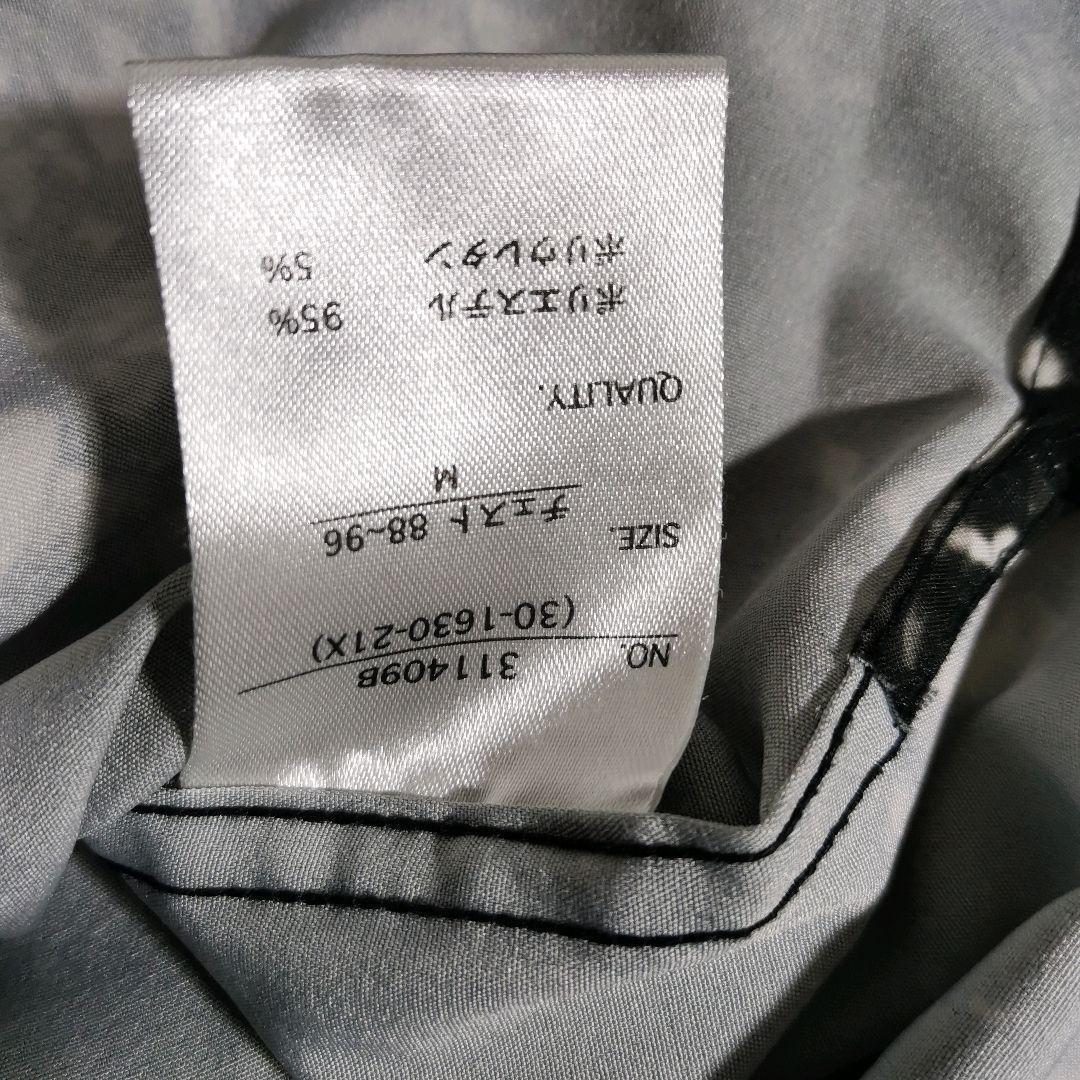 NO. 311409B
(30-1630-21X)
SIZE. チェスト 88~96
M
QUALITY.
ポリエステル 95%
ポリウレタン 5%